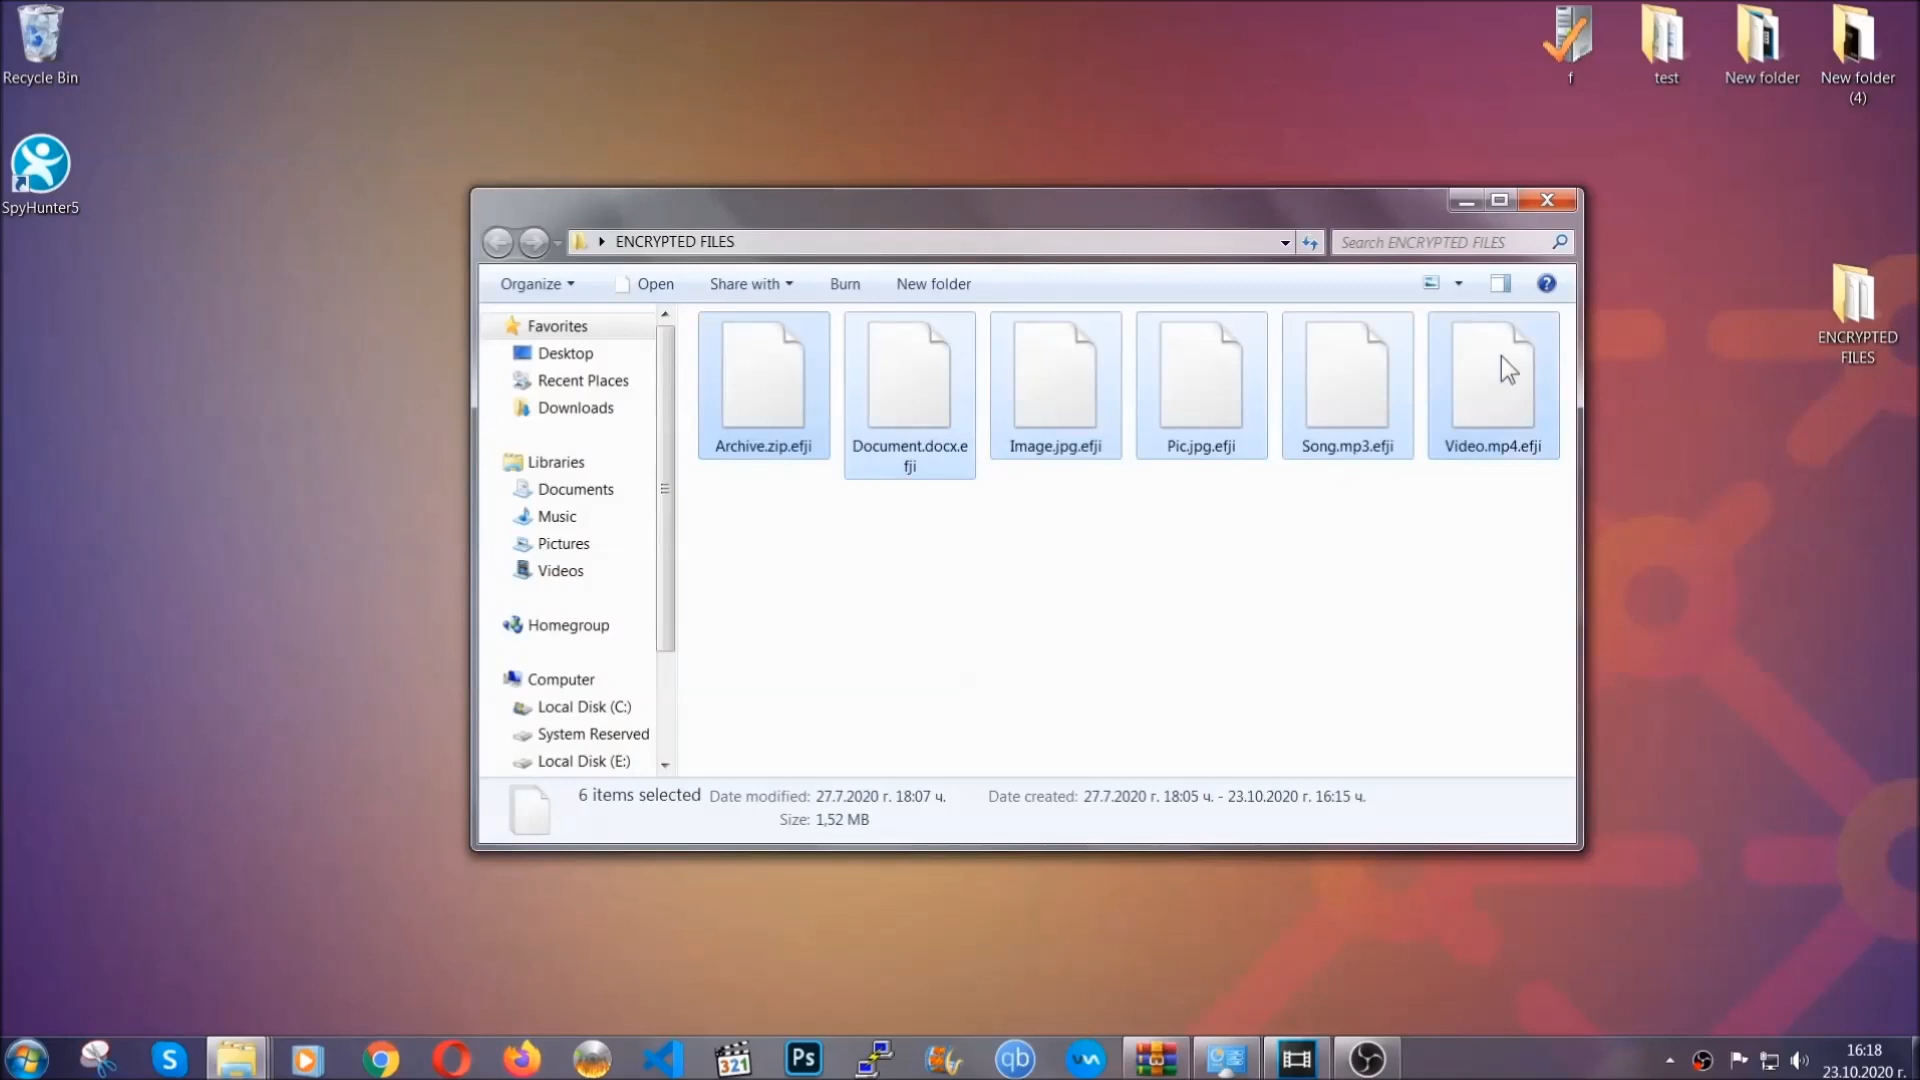 Recycle Bin
SpyHunter5
f
test
New folder
New folder
(4)
ENCRYPTED
FILES
ENCRYPTED FILES
Search ENCRYPTED FILES
Organize
Open
Share with
Burn
New folder
Favorites
Desktop
Recent Places
Downloads
Libraries
Documents
Music
Pictures
Videos
Homegroup
Computer
Local Disk (C:)
System Reserved
Local Disk (E:)
Archive.zip.efji
Document.docx.e
fji
Image.jpg.efji
Pic.jpg.efji
Song.mp3.efji
Video.mp4.efji
6 items selected Date modified: 27.7.2020 г. 18:07 ч. Date created: 27.7.2020 г. 18:05 ч. - 23.10.2020 г. 16:15 ч.
Size: 1,52 MB
S
321
Ps
qb
16:18
23.10.2020 г.